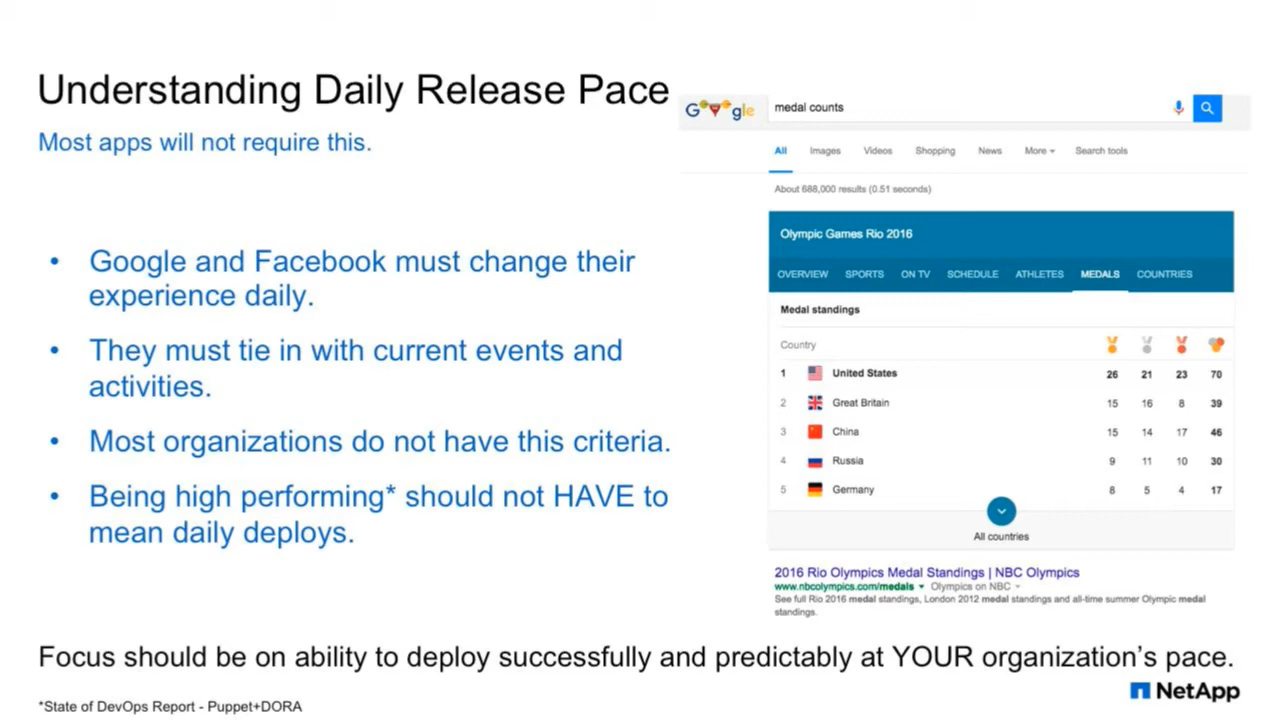 Understanding Daily Release Pace
Most apps will not require this.
• Google and Facebook must change their
experience daily.
• They must tie in with current events and
activities.
• Most organizations do not have this criteria.
• Being high performing* should not HAVE to
mean daily deploys.
Google
medal counts
All Images Videos Shopping News More Search tools
About 688,000 results (0.51 seconds)
Olympic Games Rio 2016
OVERVIEW SPORTS ON TV SCHEDULE ATHLETES MEDALS COUNTRIES
Medal standings
Country
1 United States 26 21 23 70
2 Great Britain 15 16 8 39
3 China 15 14 17 46
4 Russia 9 11 10 30
5 Germany 8 5 4 17
All countries
2016 Rio Olympics Medal Standings | NBC Olympics
www.nbcolympics.com/medals Olympics on NBC
See full Rio 2016 medal standings, London 2012 medal standings and all-time summer Olympic medal
standings.
Focus should be on ability to deploy successfully and predictably at YOUR organization's pace.
NetApp
*State of DevOps Report - Puppet+DORA